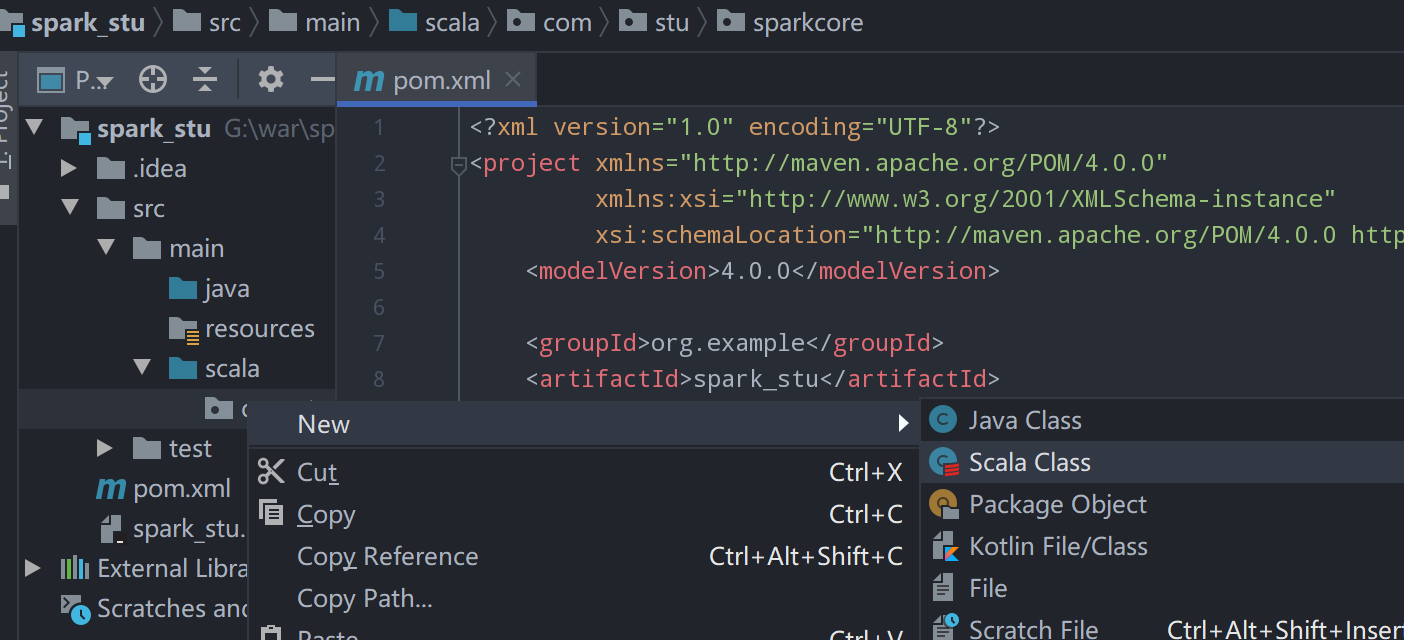 spark_stu src main scala com stu sparkcore
P... pom.xml
spark_stu G:\war\sp
.idea
src
main
java
resources
scala
test
pom.xml
spark_stu.
External Libra
Scratches and
1 <?xml version="1.0" encoding="UTF-8"?>
2 <project xmlns="http://maven.apache.org/POM/4.0.0"
3 xmlns:xsi="http://www.w3.org/2001/XMLSchema-instance"
4 xsi:schemaLocation="http://maven.apache.org/POM/4.0.0 http
5 <modelVersion>4.0.0</modelVersion>
6
7 <groupId>org.example</groupId>
8 <artifactId>spark_stu</artifactId>
New
Cut Ctrl+X
Copy Ctrl+C
Copy Reference Ctrl+Alt+Shift+C
Copy Path...
Paste Ctrl+V
Java Class
Scala Class
Package Object
Kotlin File/Class
File
Scratch File Ctrl+Alt+Shift+Insert